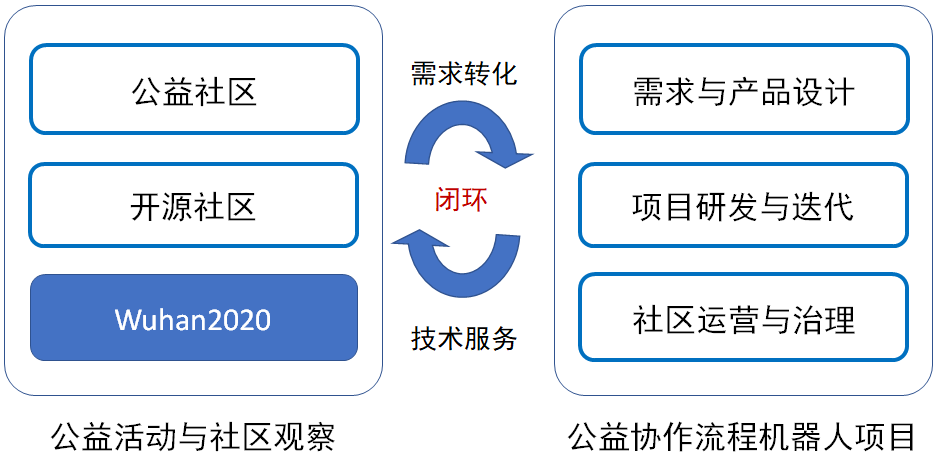 公益社区
开源社区
Wuhan2020
公益活动与社区观察
需求转化
闭环
技术服务
需求与产品设计
项目研发与迭代
社区运营与治理
公益协作流程机器人项目